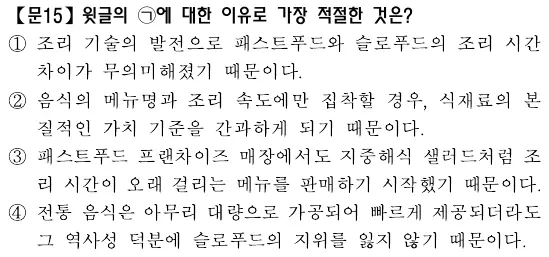 【문15】 윗글의 ㉠에 대한 이유로 가장 적절한 것은?
① 조리 기술의 발전으로 패스트푸드와 슬로푸드의 조리 시간
차이가 무의미해졌기 때문이다.
② 음식의 메뉴명과 조리 속도에만 집착할 경우, 식재료의 본
질적인 가치 기준을 간과하게 되기 때문이다.
③ 패스트푸드 프랜차이즈 매장에서도 지중해식 샐러드처럼 조
리 시간이 오래 걸리는 메뉴를 판매하기 시작했기 때문이다.
④ 전통 음식은 아무리 대량으로 가공되어 빠르게 제공되더라도
그 역사성 덕분에 슬로푸드의 지위를 잃지 않기 때문이다.